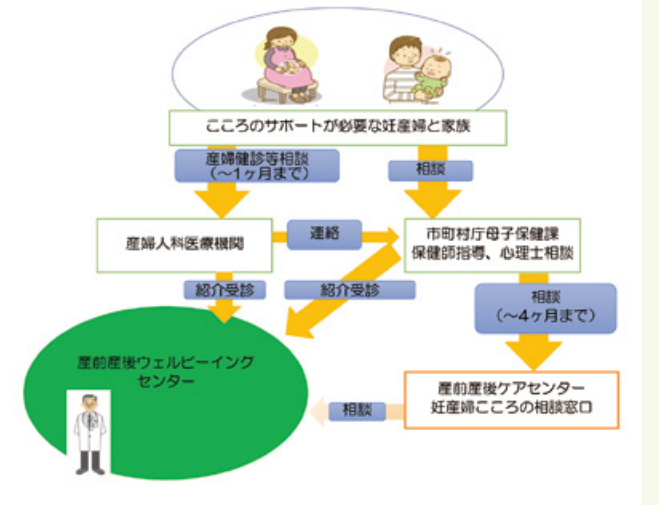 こころのサポートが必要な妊産婦と家族
産婦健診等相談
（～1ヶ月まで）
相談
産婦人科医療機関
連絡
市町村庁母子保健課
保健師指導、心理士相談
紹介受診
紹介受診
相談
（～4ヶ月まで）
産前産後ウェルビーイング
センター
産前産後ケアセンター
妊産婦こころの相談窓口
相談